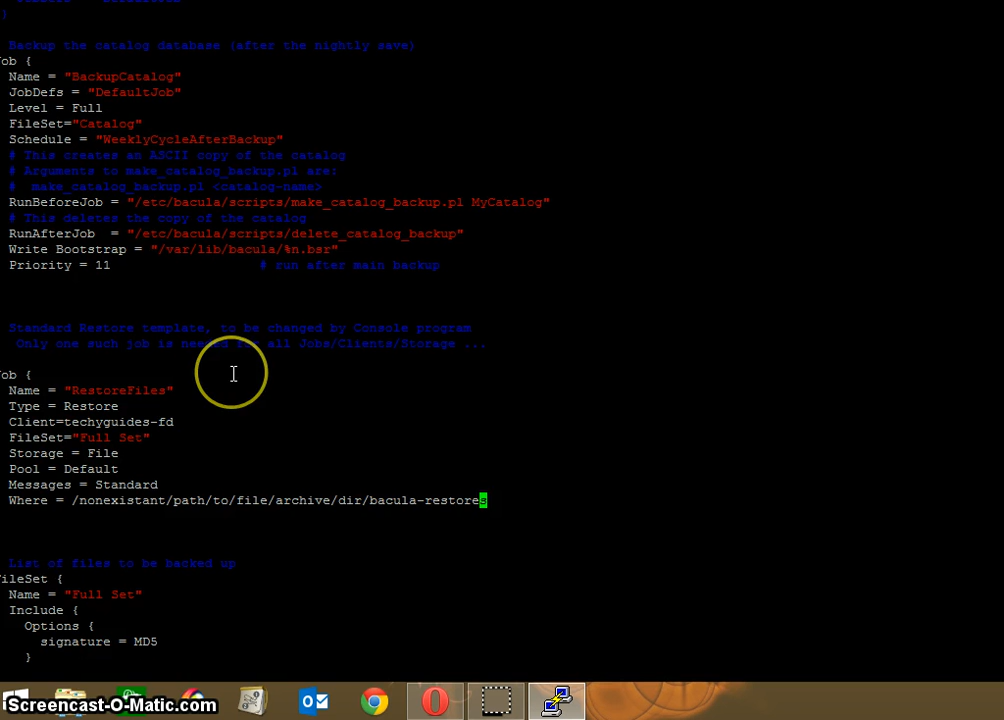 }
Backup the catalog database (after the nightly save)
ob {
Name = "BackupCatalog"
JobDefs = "DefaultJob"
Level = Full
FileSet="Catalog"
Schedule = "WeeklyCycleAfterBackup"
# This creates an ASCII copy of the catalog
# Arguments to make_catalog_backup.pl are:
#  make_catalog_backup.pl <catalog-name>
RunBeforeJob = "/etc/bacula/scripts/make_catalog_backup.pl MyCatalog"
# This deletes the copy of the catalog
RunAfterJob  = "/etc/bacula/scripts/delete_catalog_backup"
Write Bootstrap = "/var/lib/bacula/%n.bsr"
Priority = 11                   # run after main backup
Standard Restore template, to be changed by Console program
Only one such job is needed for all Jobs/Clients/Storage ...
ob {
Name = "RestoreFiles"
Type = Restore
Client=techyguides-fd
FileSet="Full Set"
Storage = File
Pool = Default
Messages = Standard
Where = /nonexistant/path/to/file/archive/dir/bacula-restores
List of files to be backed up
ileSet {
Name = "Full Set"
Include {
Options {
signature = MD5
}
Screencast-O-Matic.com